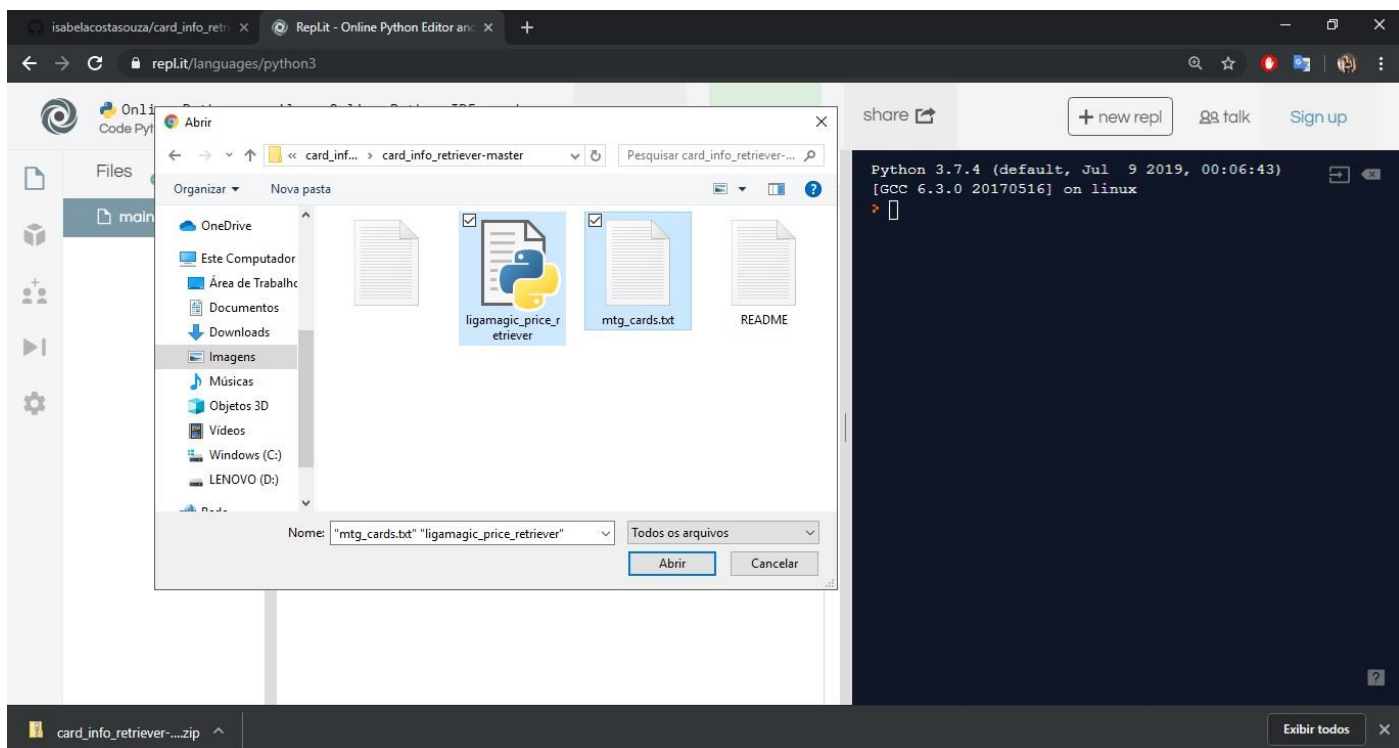 isabelacostasouza/card_info_retri
Repl.it - Online Python Editor and
repl.it/languages/python3
Code Pyt
share
+ new repl
talk
Sign up
Files
main
Abrir
« card_inf... › card_info_retriever-master
Pesquisar card_info_retriever-...
Organizar
Nova pasta
OneDrive
Este Computador
Área de Trabalho
Documentos
Downloads
Imagens
Músicas
Objetos 3D
Vídeos
Windows (C:)
LENOVO (D:)
ligamagic_price_r
etriever
mtg_cards.txt
README
Nome:
"mtg_cards.txt" "ligamagic_price_retriever"
Todos os arquivos
Abrir
Cancelar
Python 3.7.4 (default, Jul 9 2019, 00:06:43)
[GCC 6.3.0 20170516] on linux
>
card_info_retriever-....zip
Exibir todos